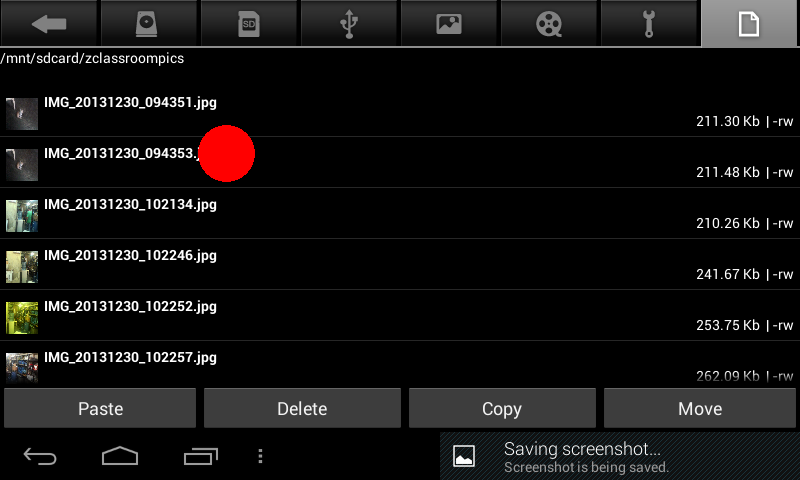 SD
/mnt/sdcard/zclassroompics
IMG_20131230_094351.jpg
211.30 Kb | -rw
IMG_20131230_094353.j
211.48 Kb | -rw
IMG_20131230_102134.jpg
210.26 Kb | -rw
IMG_20131230_102246.jpg
241.67 Kb | -rw
IMG_20131230_102252.jpg
253.75 Kb | -rw
IMG_20131230_102257.jpg
262.09 Kb | -rw
Paste Delete Copy Move
Saving screenshot...
Screenshot is being saved.